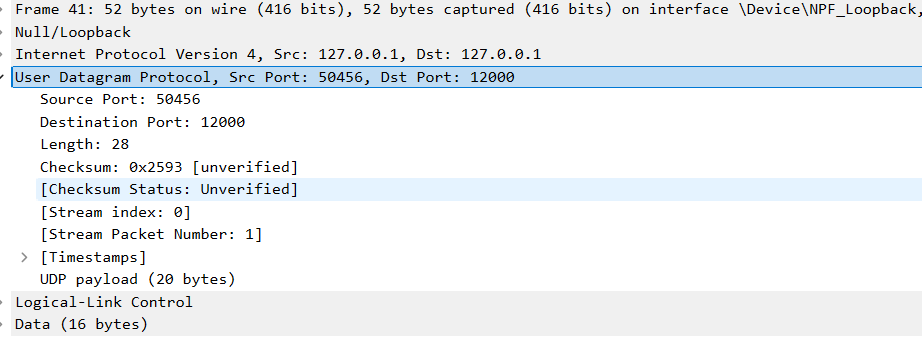 Frame 41: 52 bytes on wire (416 bits), 52 bytes captured (416 bits) on interface \Device\NPF_Loopback,
Null/Loopback
Internet Protocol Version 4, Src: 127.0.0.1, Dst: 127.0.0.1
User Datagram Protocol, Src Port: 50456, Dst Port: 12000
Source Port: 50456
Destination Port: 12000
Length: 28
Checksum: 0x2593 [unverified]
[Checksum Status: Unverified]
[Stream index: 0]
[Stream Packet Number: 1]
[Timestamps]
UDP payload (20 bytes)
Logical-Link Control
Data (16 bytes)